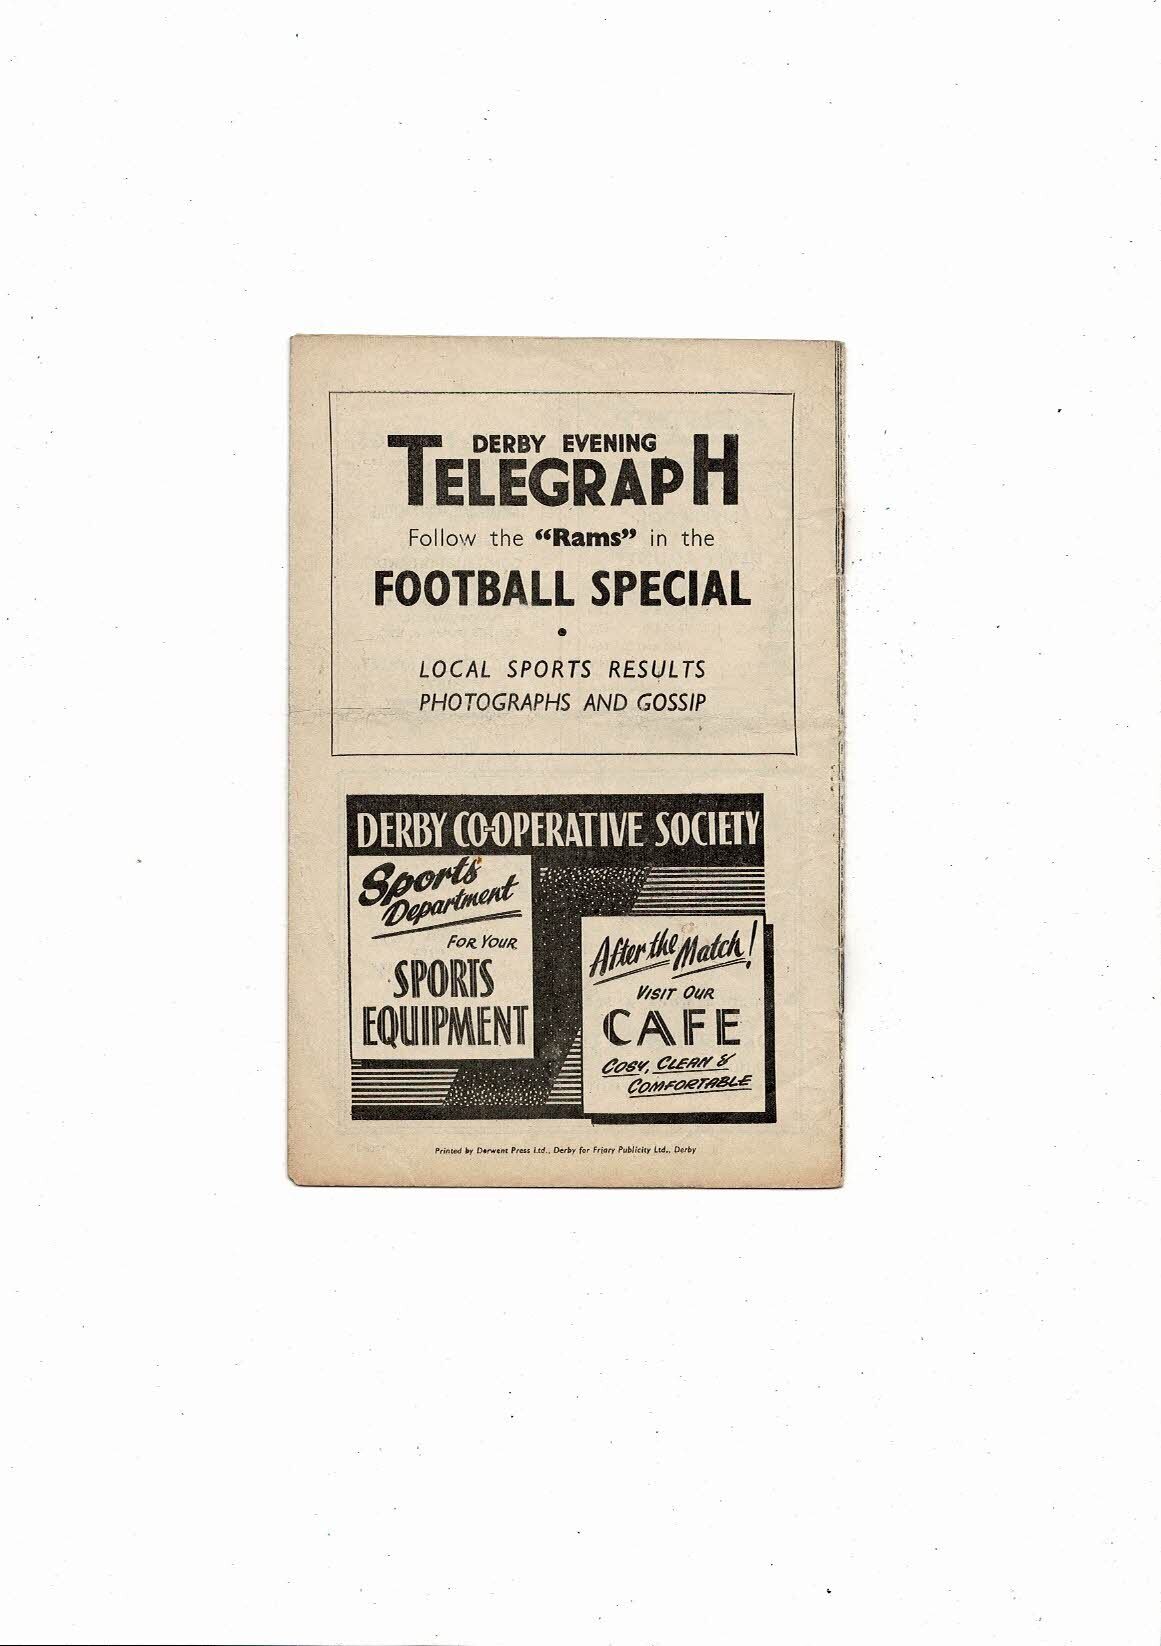 DERBY EVENING
TELEGRAPH
Follow the “Rams” in the
FOOTBALL SPECIAL
•
LOCAL SPORTS RESULTS
PHOTOGRAPHS AND GOSSIP
DERBY CO-OPERATIVE SOCIETY
Sports
Department
FOR YOUR
SPORTS
EQUIPMENT
After the Match!
VISIT OUR
CAFE
COSY, CLEAN &
COMFORTABLE
Printed by Derwent Press Ltd., Derby for Friary Publicity Ltd., Derby